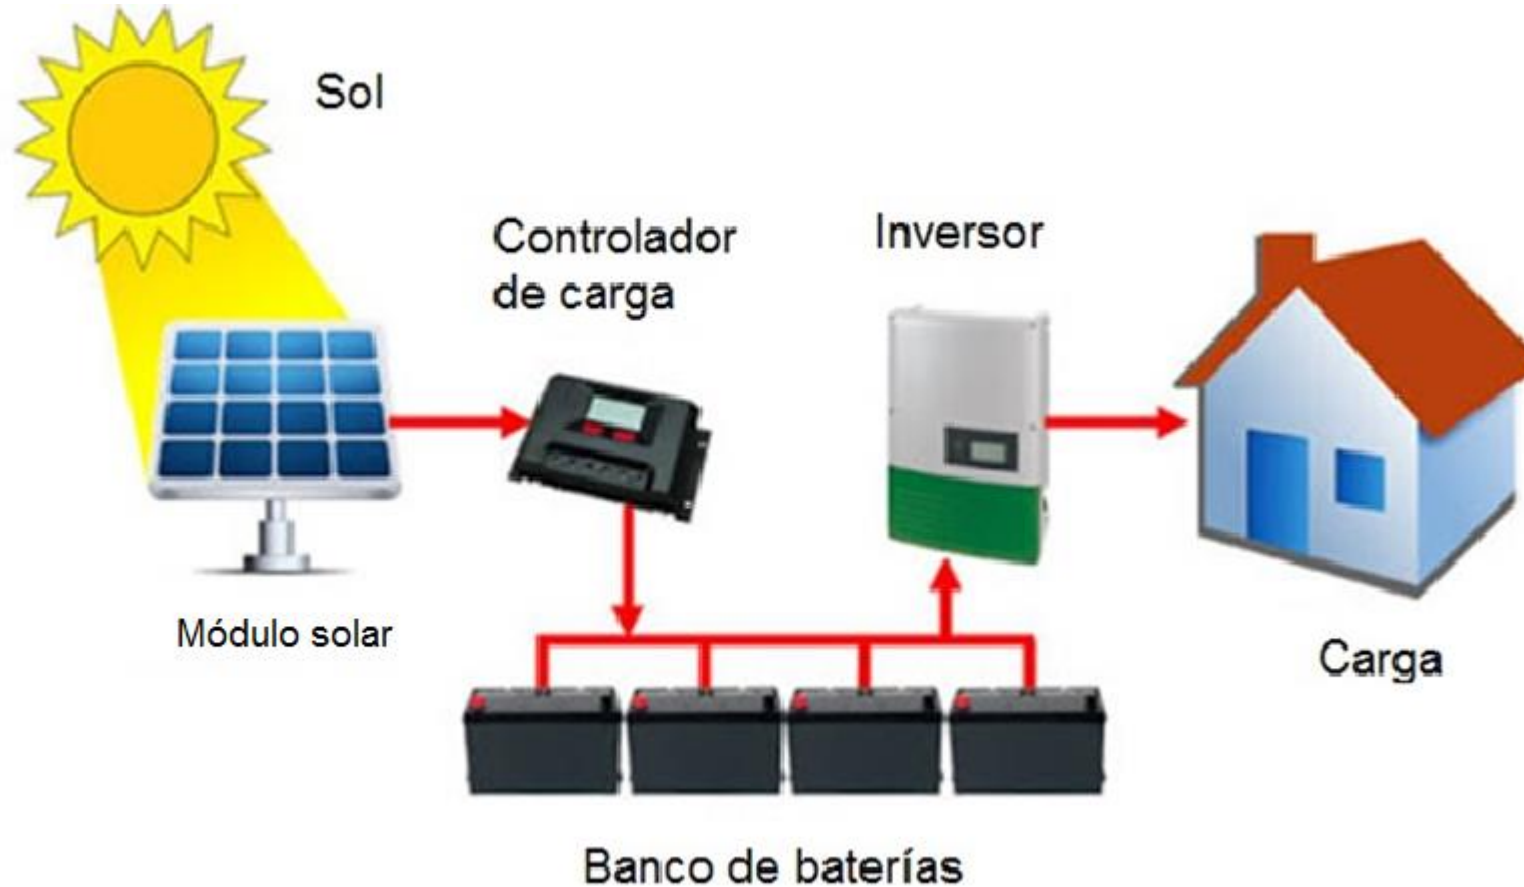 Sol
Controlador
de carga
Inversor
Módulo solar
Carga
Banco de baterías